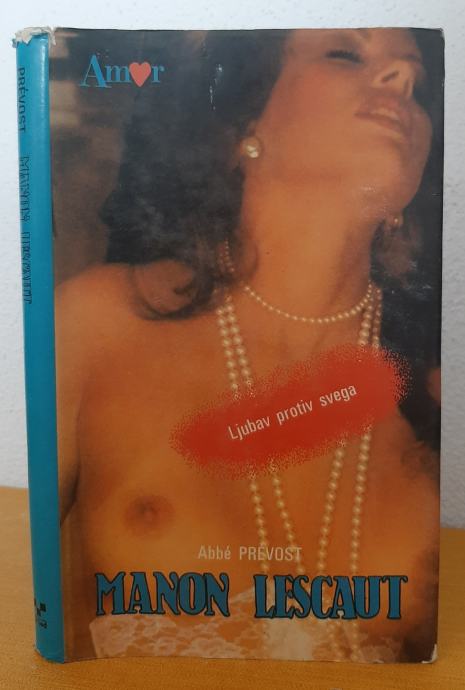 Amor
Ljubav protiv svega
Abbé PRÉVOST
MANON LESCAUT
PRÉVOST MANON LESCAUT